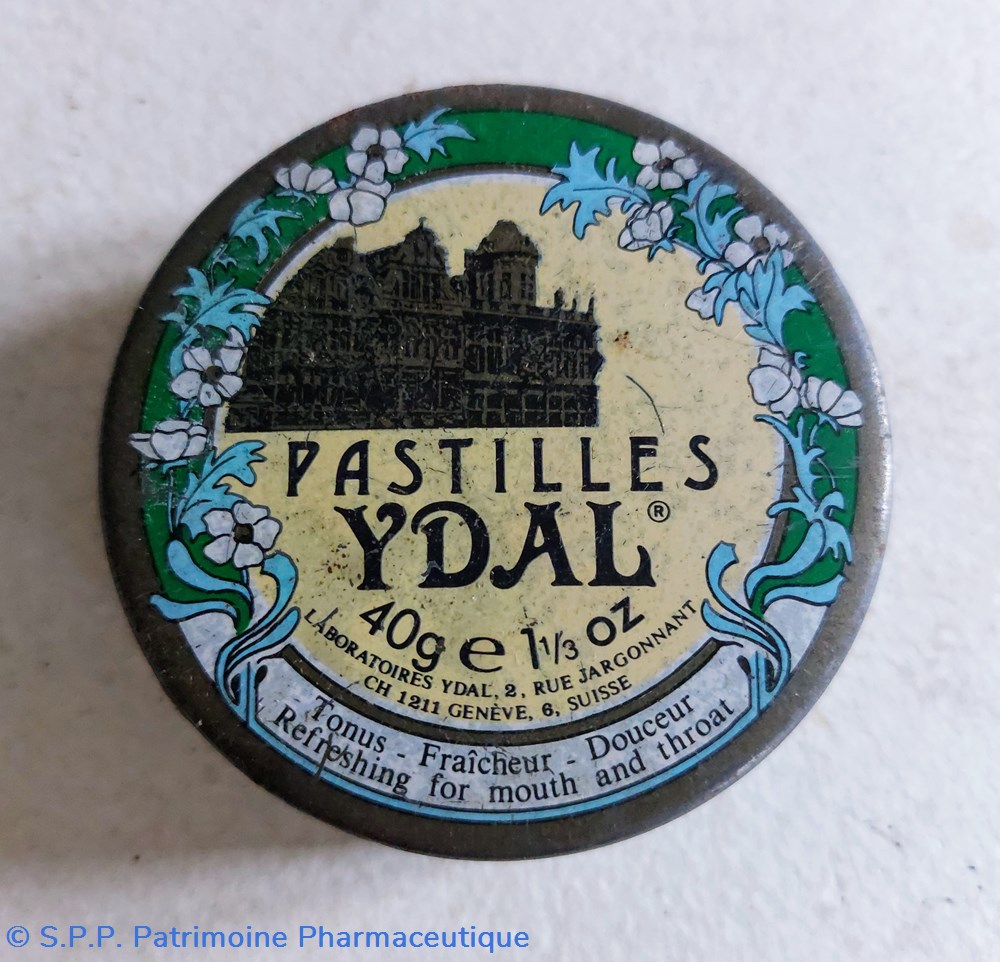 PASTILLES
YDAL®
40g e 1 1/3 oz
LABORATOIRES YDAL, 2, RUE JARGONNANT
CH 1211 GENÈVE, 6, SUISSE
Tonus - Fraîcheur - Douceur
Refreshing for mouth and throat
© S.P.P. Patrimoine Pharmaceutique